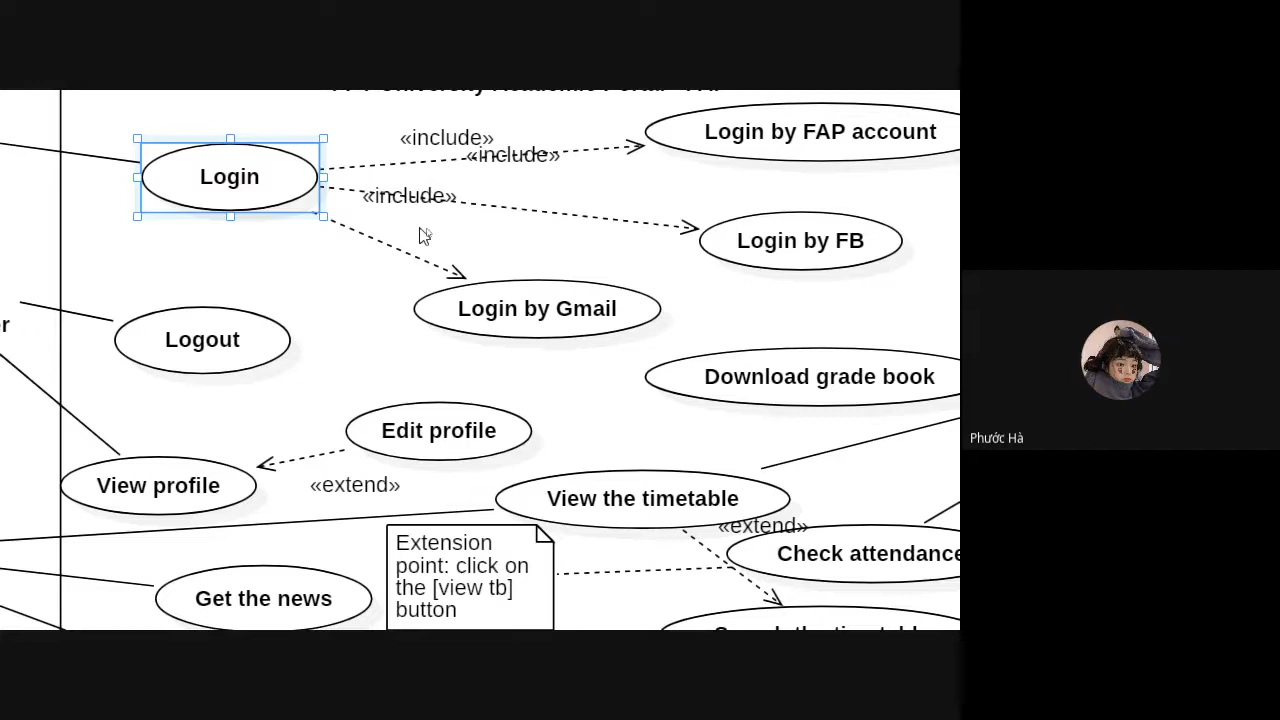 «include»
Login by FAP account
«include»
Login
«include»
Login by FB
Login by Gmail
Logout
Download grade book
Edit profile
View profile
«extend»
View the timetable
«extend»
Extension
point: click on
the [view tb]
button
Check attendance
Get the news
Phước Hà